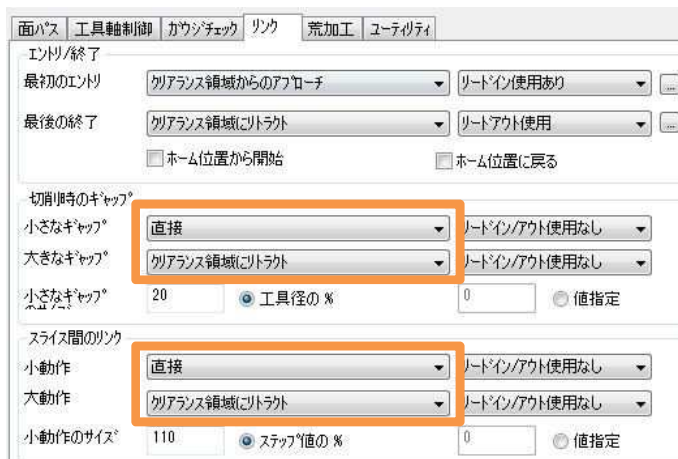 面パス 工具軸制御 ガウジチェック リンク 荒加工 ユーティリティ
エントリ/終了
最初のエントリ クリアランス領域からのアプローチ リードイン使用あり ...
最後の終了 クリアランス領域にリトラクト リードアウト使用 ...
ホーム位置から開始 ホーム位置に戻る
切削時のギャップ
小さなギャップ 直接 リードイン/アウト使用なし
大きなギャップ クリアランス領域にリトラクト リードイン/アウト使用なし
小さなギャップ 20 工具径の % 0 値指定
スライス間のリンク
小動作 直接 リードイン/アウト使用なし
大動作 クリアランス領域にリトラクト リードイン/アウト使用なし
小動作のサイズ 110 ステップ値の % 0 値指定